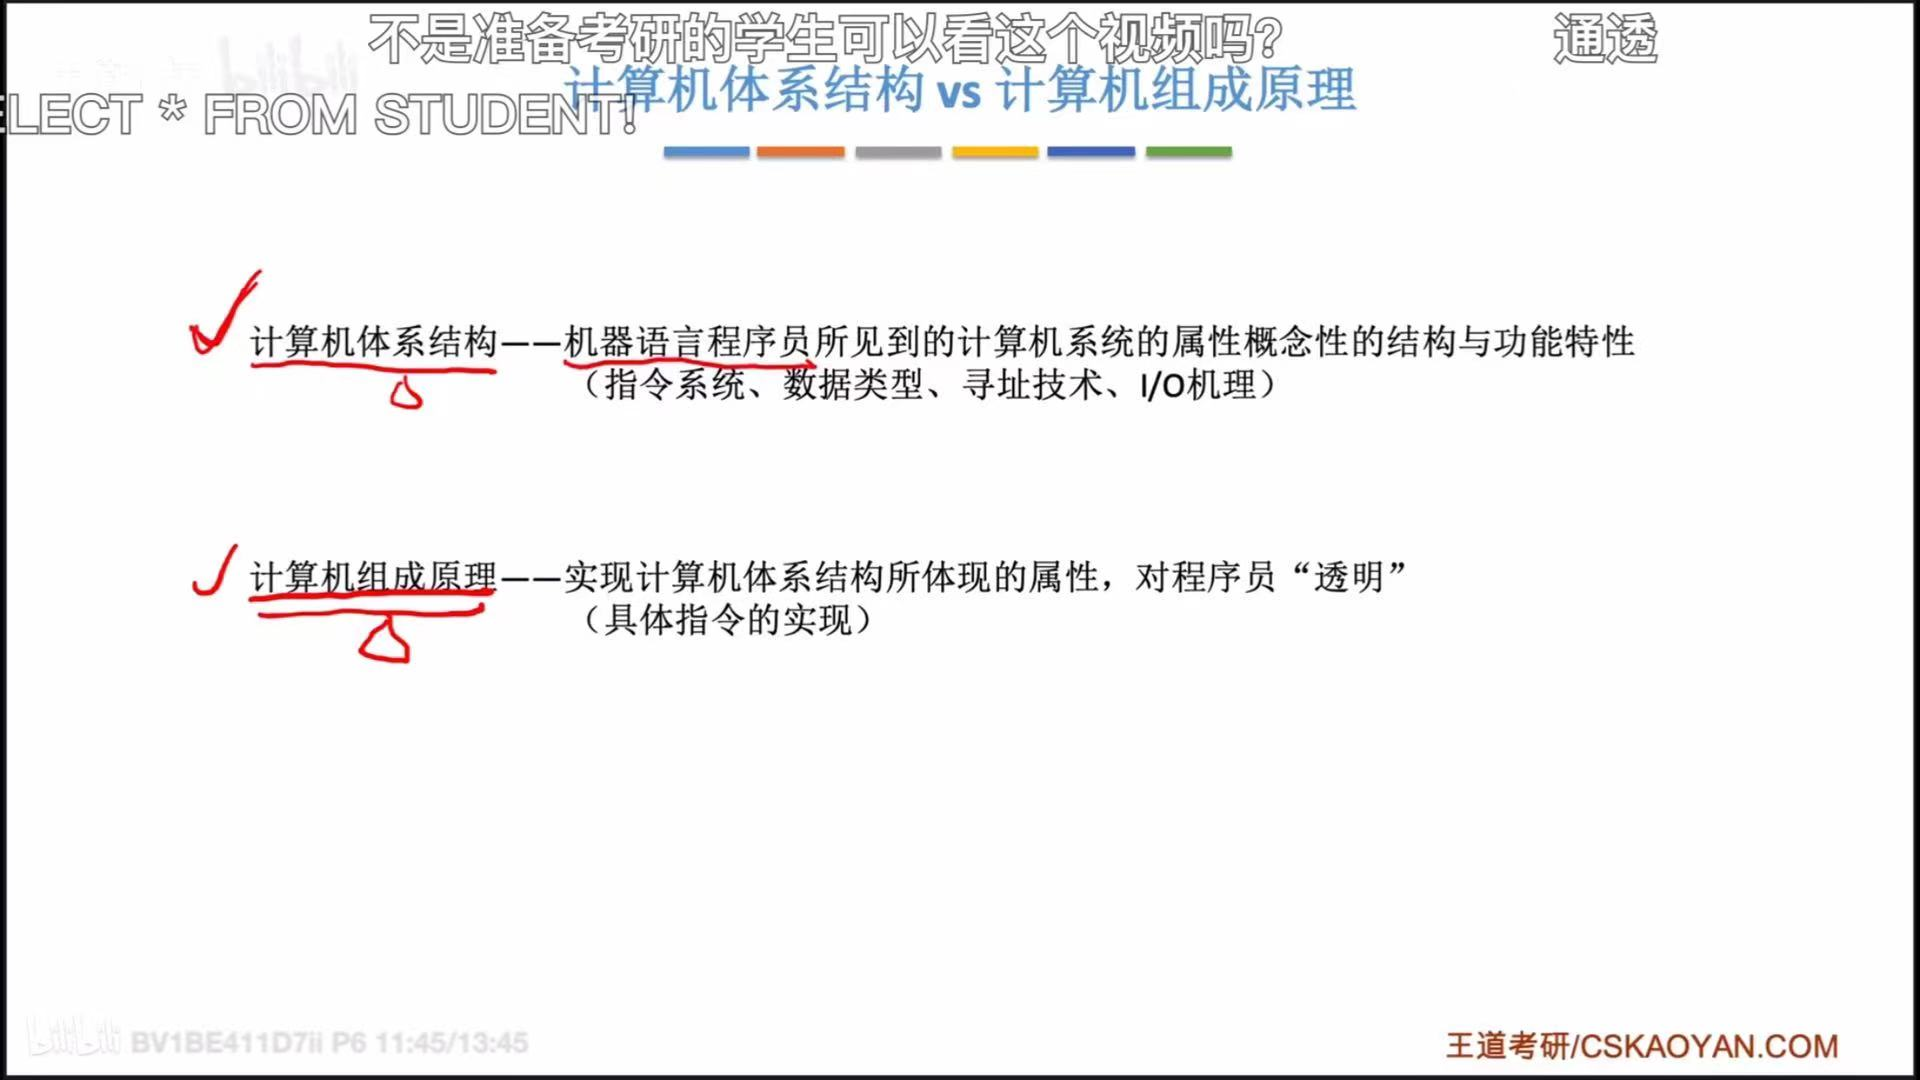 不是准备考研的学生可以看这个视频吗？
通透
bilibili
计算机体系结构 vs 计算机组成原理
ELECT * FROM STUDENT!
计算机体系结构——机器语言程序员所见到的计算机系统的属性概念性的结构与功能特性
（指令系统、数据类型、寻址技术、I/O机理）
计算机组成原理——实现计算机体系结构所体现的属性，对程序员“透明”
（具体指令的实现）
bilibili BV1BE411D7ii P6 11:45/13:45
王道考研/CSKAOYAN.COM